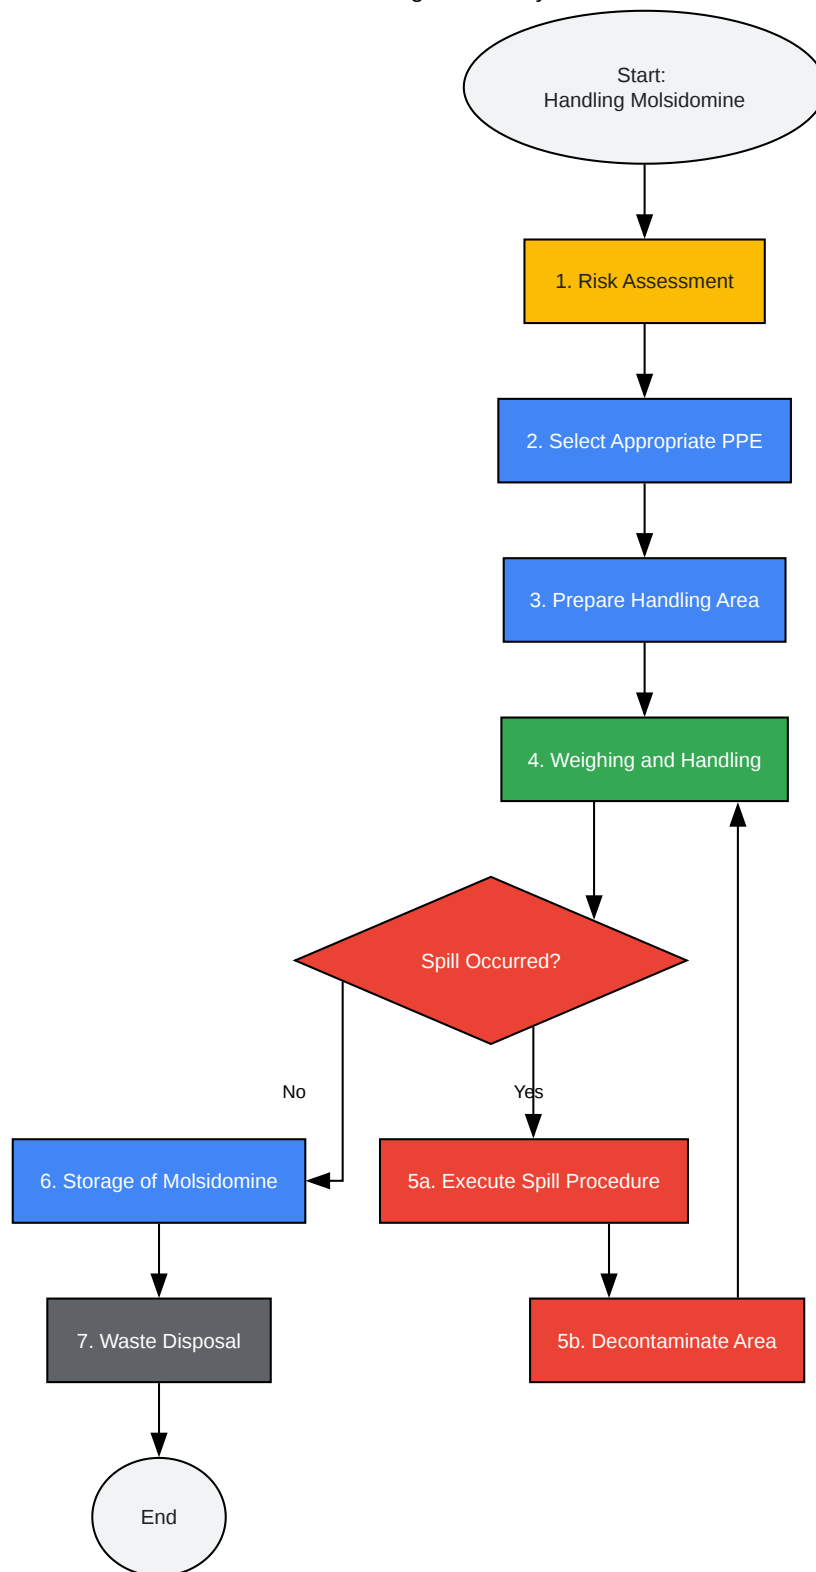 Start:
Handling Molsidomine
1. Risk Assessment
2. Select Appropriate PPE
3. Prepare Handling Area
4. Weighing and Handling
Spill Occurred?
No
Yes
6. Storage of Molsidomine
5a. Execute Spill Procedure
7. Waste Disposal
5b. Decontaminate Area
End